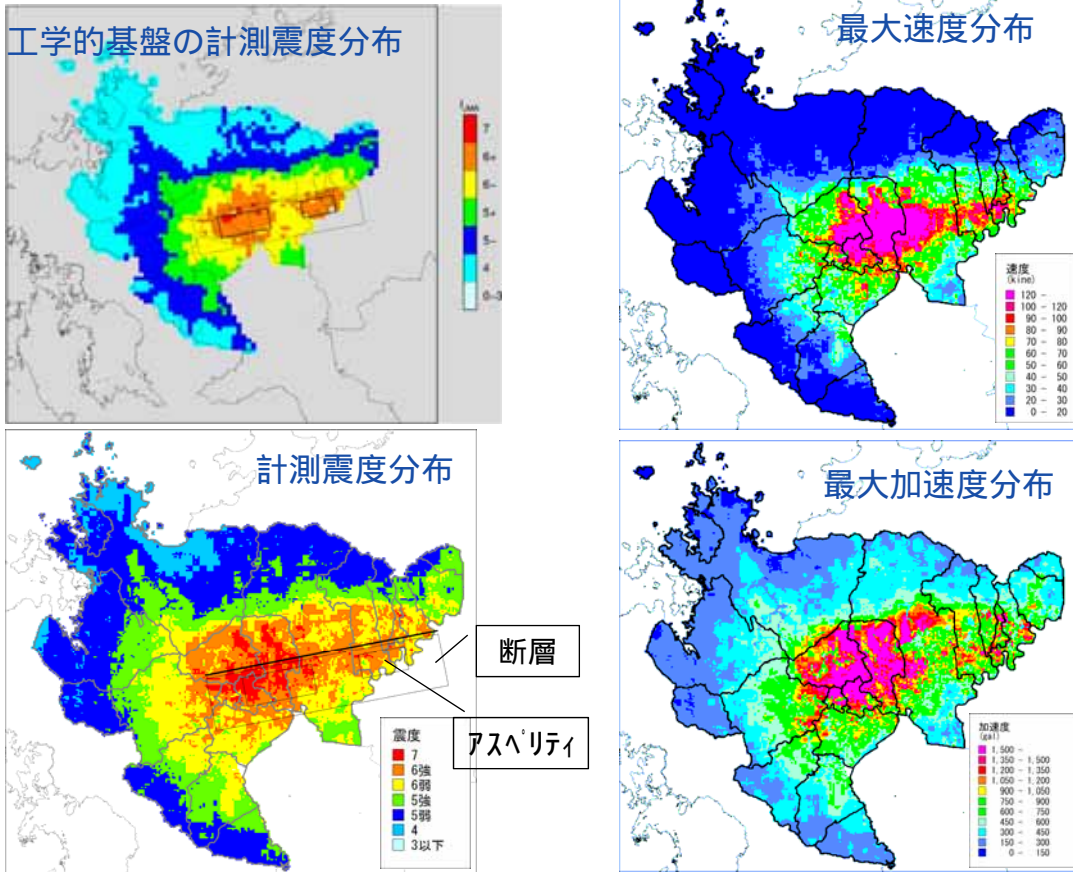 工学的基盤の計測震度分布
7
6+
6-
5+
5-
4
0-3
最大速度分布
速度
(kine)
120 -
100 - 120
90 - 100
80 - 90
70 - 80
60 - 70
50 - 60
40 - 50
30 - 40
20 - 30
0 - 20
計測震度分布
断層
アスペリティ
震度
7
6強
6弱
5強
5弱
4
3以下
最大加速度分布
加速度
(gal)
1,500 -
1,350 - 1,500
1,200 - 1,350
1,050 - 1,200
900 - 1,050
750 - 900
600 - 750
450 - 600
300 - 450
150 - 300
0 - 150